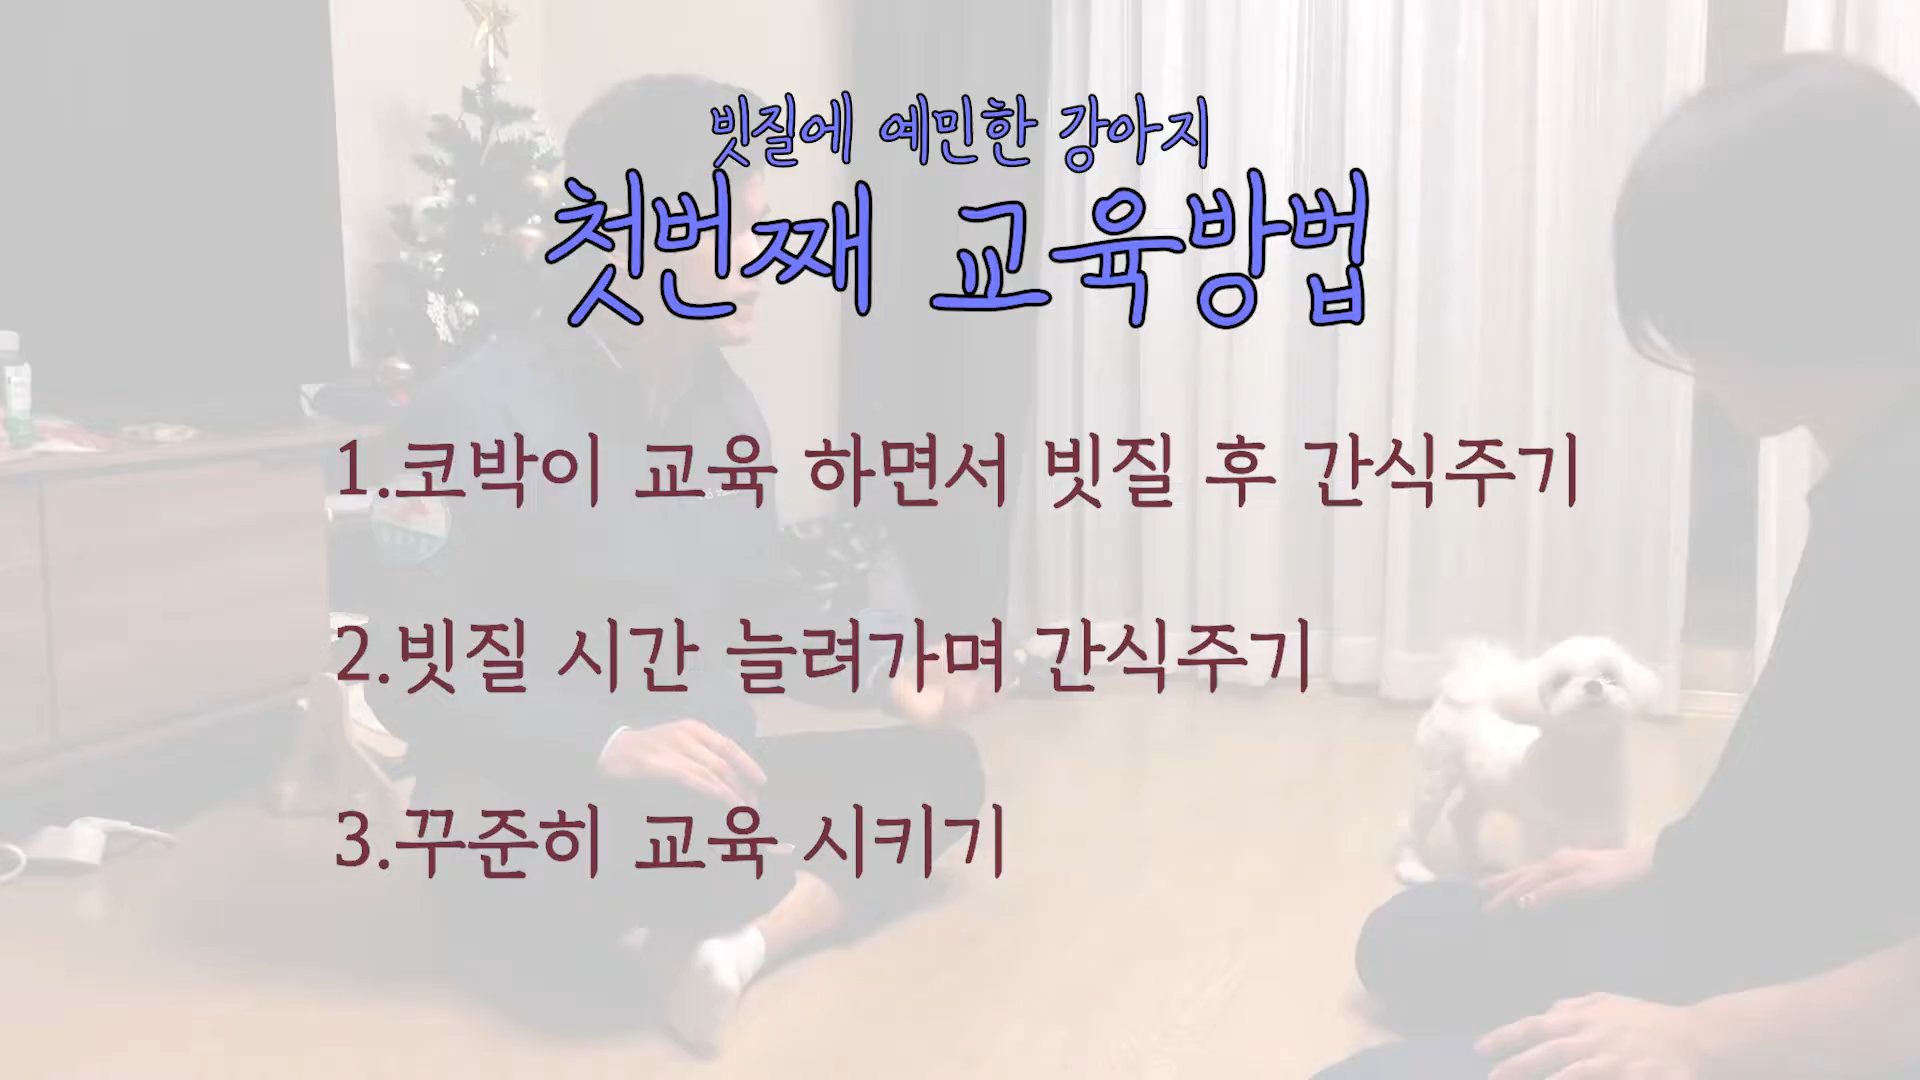 빗질에 예민한 강아지
첫번째 교육방법
1.코박이 교육 하면서 빗질 후 간식주기
2.빗질 시간 늘려가며 간식주기
3.꾸준히 교육 시키기